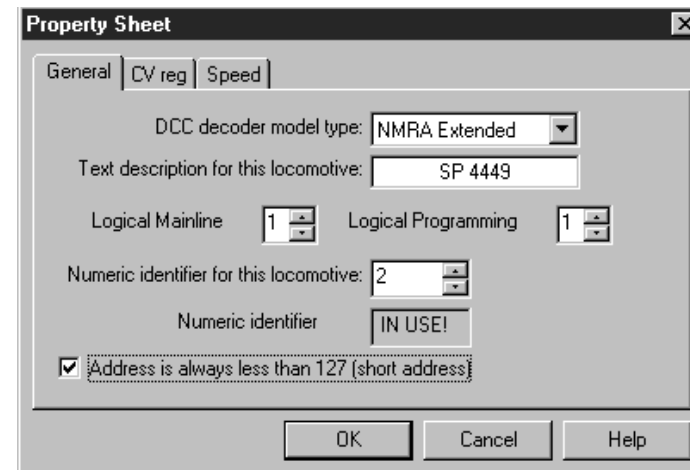 Property Sheet
General CV reg Speed
DCC decoder model type: NMRA Extended
Text description for this locomotive: SP 4449
Logical Mainline 1 Logical Programming 1
Numeric identifier for this locomotive: 2
Numeric identifier IN USE!
Address is always less than 127 (short address)
OK Cancel Help